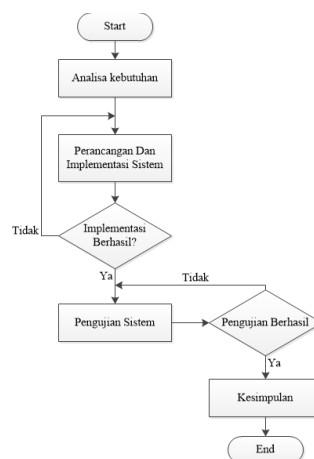 Start
Analisa kebutuhan
Perancangan Dan
Implementasi Sistem
Implementasi
Berhasil?
Tidak
Ya
Tidak
Pengujian Sistem
Pengujian Berhasil
Ya
Kesimpulan
End